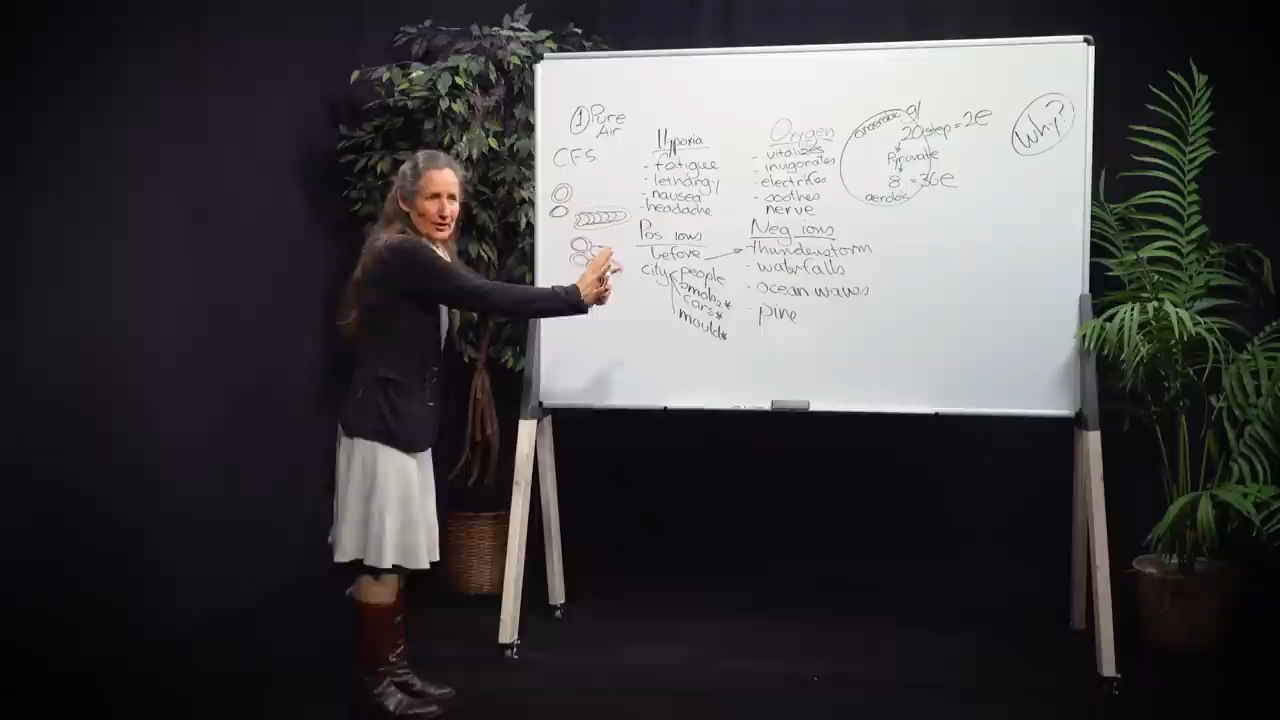 1 Pure
Air
CFS
Hypoxia
- fatigue
- lethargy
- nausea
- headache
Pos ions
before
city
people
cars*
mould*
Oxygen
- vitalizes
- invigorates
- electrifies
- soothes
nerve
Neg ions
thunderstorm
- waterfalls
· ocean waves
· pine
anaerobic
gl
20 step = 2e
Pyruvate
8 = 36e
aerobic
Why?